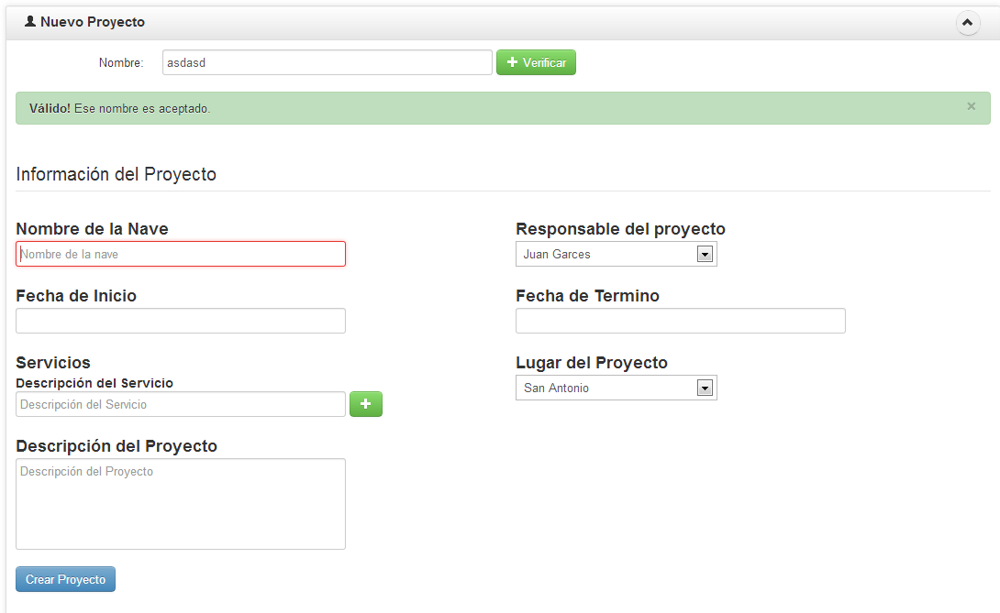 Nuevo Proyecto
Nombre: asdasd Verificar
Válido! Ese nombre es aceptado. ×
Información del Proyecto
Nombre de la Nave
Nombre de la nave
Responsable del proyecto
Juan Garces
Fecha de Inicio
Fecha de Termino
Servicios
Descripción del Servicio
Descripción del Servicio
Lugar del Proyecto
San Antonio
Descripción del Proyecto
Descripción del Proyecto
Crear Proyecto